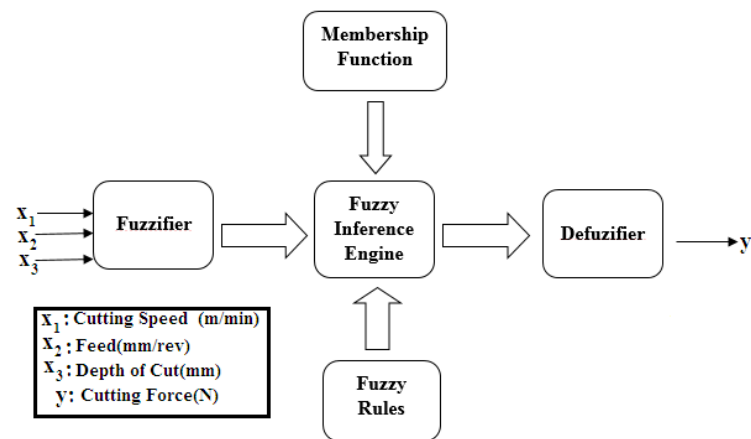 Membership
Function
x₁
x₂
x₃
Fuzzifier
Fuzzy
Inference
Engine
Defuzifier
y
x₁: Cutting Speed (m/min)
x₂: Feed(mm/rev)
x₃: Depth of Cut(mm)
y: Cutting Force(N)
Fuzzy
Rules